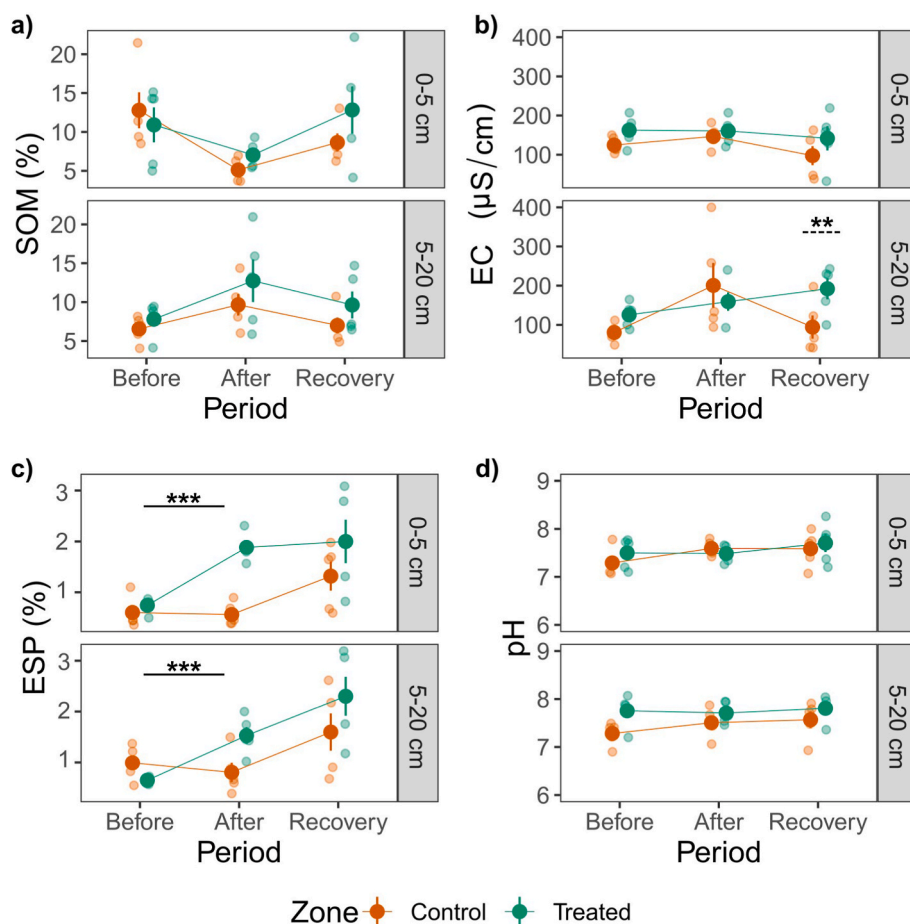 a)
SOM (%)
20
15
10
5
0-5 cm
20
15
10
5
5-20 cm
Before After Recovery
Period
b)
EC (µS/cm)
400
300
200
100
0-5 cm
400
300
200
100
**
5-20 cm
Before After Recovery
Period
c)
ESP (%)
3
2
1
***
0-5 cm
3
2
1
***
5-20 cm
Before After Recovery
Period
d)
pH
9
8
7
6
0-5 cm
9
8
7
6
5-20 cm
Before After Recovery
Period
Zone Control Treated